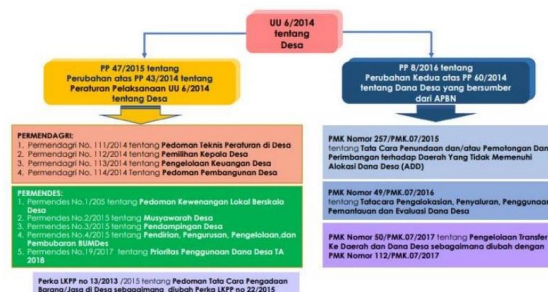 UU 6/2014
tentang
Desa
PP 47/2015 tentang
Perubahan atas PP 43/2014 tentang
Peraturan Pelaksanaan UU 6/2014
tentang Desa
PP 8/2016 tentang
Perubahan Kedua atas PP 60/2014
tentang Dana Desa yang bersumber
dari APBN
PERMENDAGRI:
1. Permendagri No. 111/2014 tentang Pedoman Teknis Peraturan di Desa
2. Permendagri No. 112/2014 tentang Pemilihan Kepala Desa
3. Permendagri No. 113/2014 tentang Pengelolaan Keuangan Desa
4. Permendagri No. 114/2014 tentang Pedoman Pembangunan Desa
PERMENDES:
1. Permendes No.1/205 tentang Pedoman Kewenangan Lokal Berskala
Desa
2. Permendes No.2/2015 tentang Musyawarah Desa
3. Permendes No.3/2015 tentang Pendampingan Desa
4. Permendes No.4/2015 tentang Pendirian, Pengurusan, Pengelolaan,dan
Pembubaran BUMDes
5. Permendes No.19/2017 tentang Prioritas Penggunaan Dana Desa TA
2018
Perka LKPP no 13/2013 /2015 tentang Pedoman Tata Cara Pengadaan
Barang/Jasa di Desa sebagaimana diubah Perka LKPP no 22/2015
PMK Nomor 257/PMK.07/2015
tentang Tata Cara Penundaan dan/atau Pemotongan Dana
Perimbangan terhadap Daerah Yang Tidak Memenuhi
Alokasi Dana Desa (ADD)
PMK Nomor 49/PMK.07/2016
tentang Tatacara Pengalokasian, Penyaluran, Penggunaan,
Pemantauan dan Evaluasi Dana Desa
PMK Nomor 50/PMK.07/2017 tentang Pengelolaan Transfer
Ke Daerah dan Dana Desa sebagaimana diubah dengan
PMK Nomor 112/PMK.07/2017